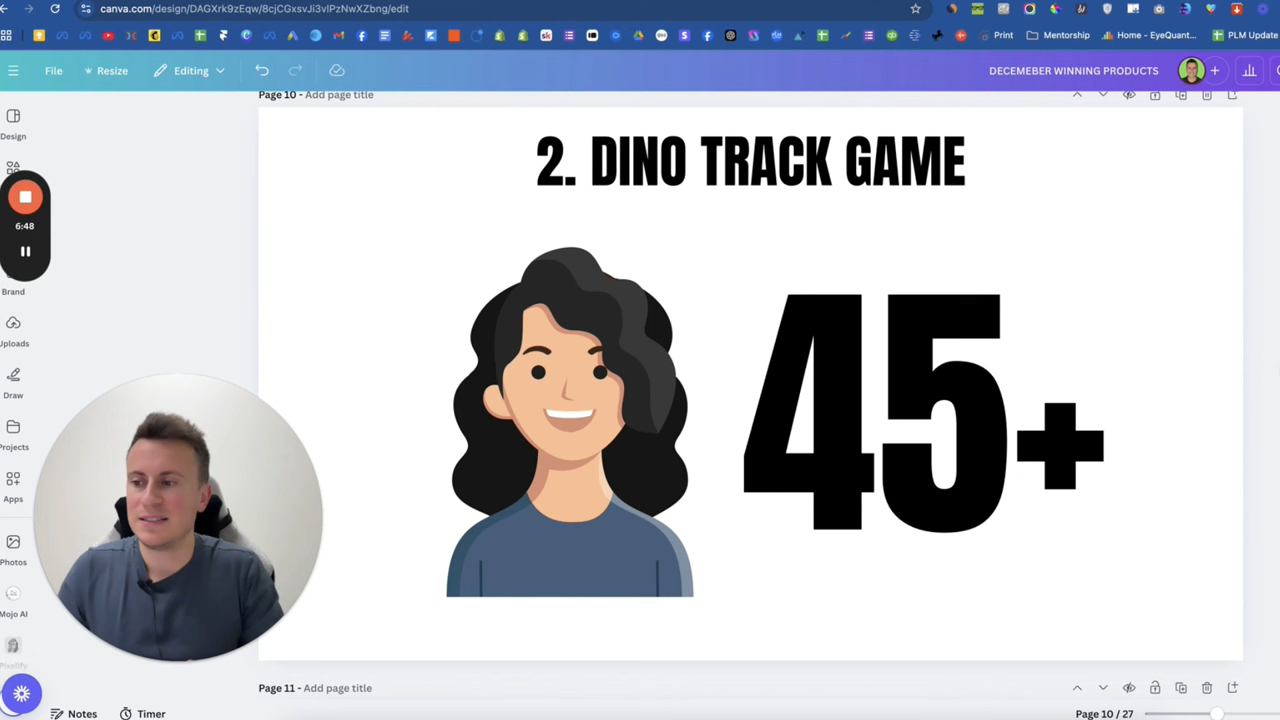 canva.com/design/DAGXrk9zEqw/8cjCGxsvJi3vlPzNwXZbng/edit
Print
Mentorship
Home - EyeQuant...
PLM Update
File
Resize
Editing
DECEMEBER WINNING PRODUCTS
Page 10 - Add page title
Design
6:48
Brand
Uploads
Draw
Projects
Apps
Photos
Mojo AI
Pixelify
2. DINO TRACK GAME
45+
Page 11 - Add page title
Notes
Timer
Page 10 / 27